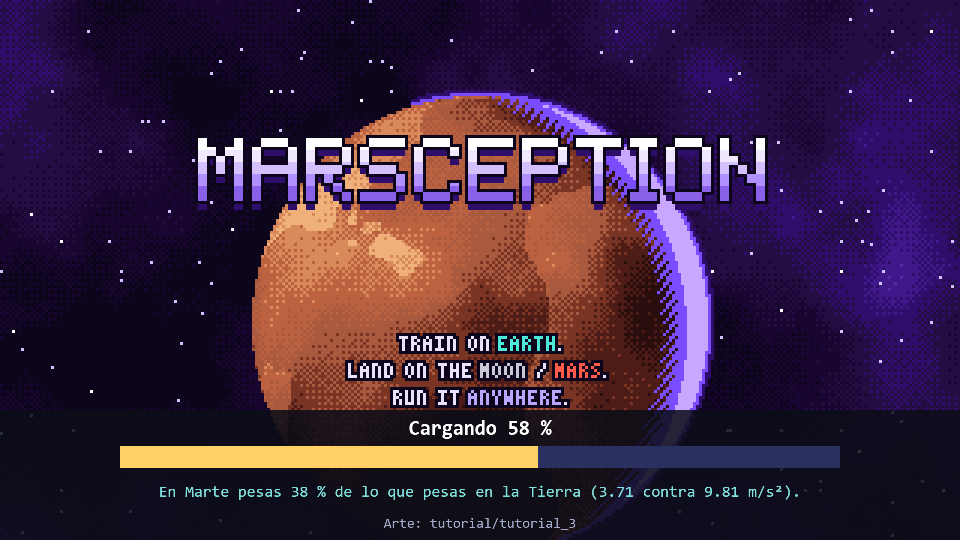 MARSCEPTION
TRAIN ON EARTH.
LAND ON THE MOON / MARS.
RUN IT ANYWHERE.
Cargando 58 %
En Marte pesas 38 % de lo que pesas en la Tierra (3.71 contra 9.81 m/s²).
Arte: tutorial/tutorial_3